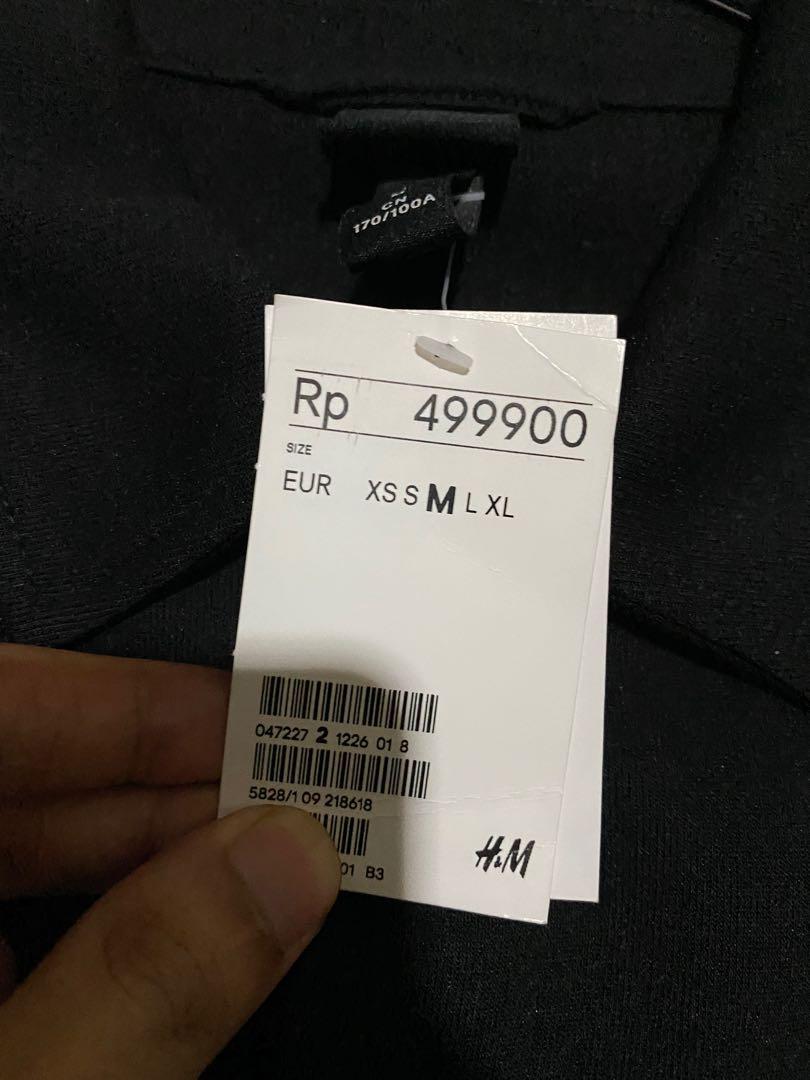 CN
170/100A
Rp 499900
SIZE
EUR XS S M L XL
047227 2 1226 01 8
5828/1 09 218618
01 B3
H&M